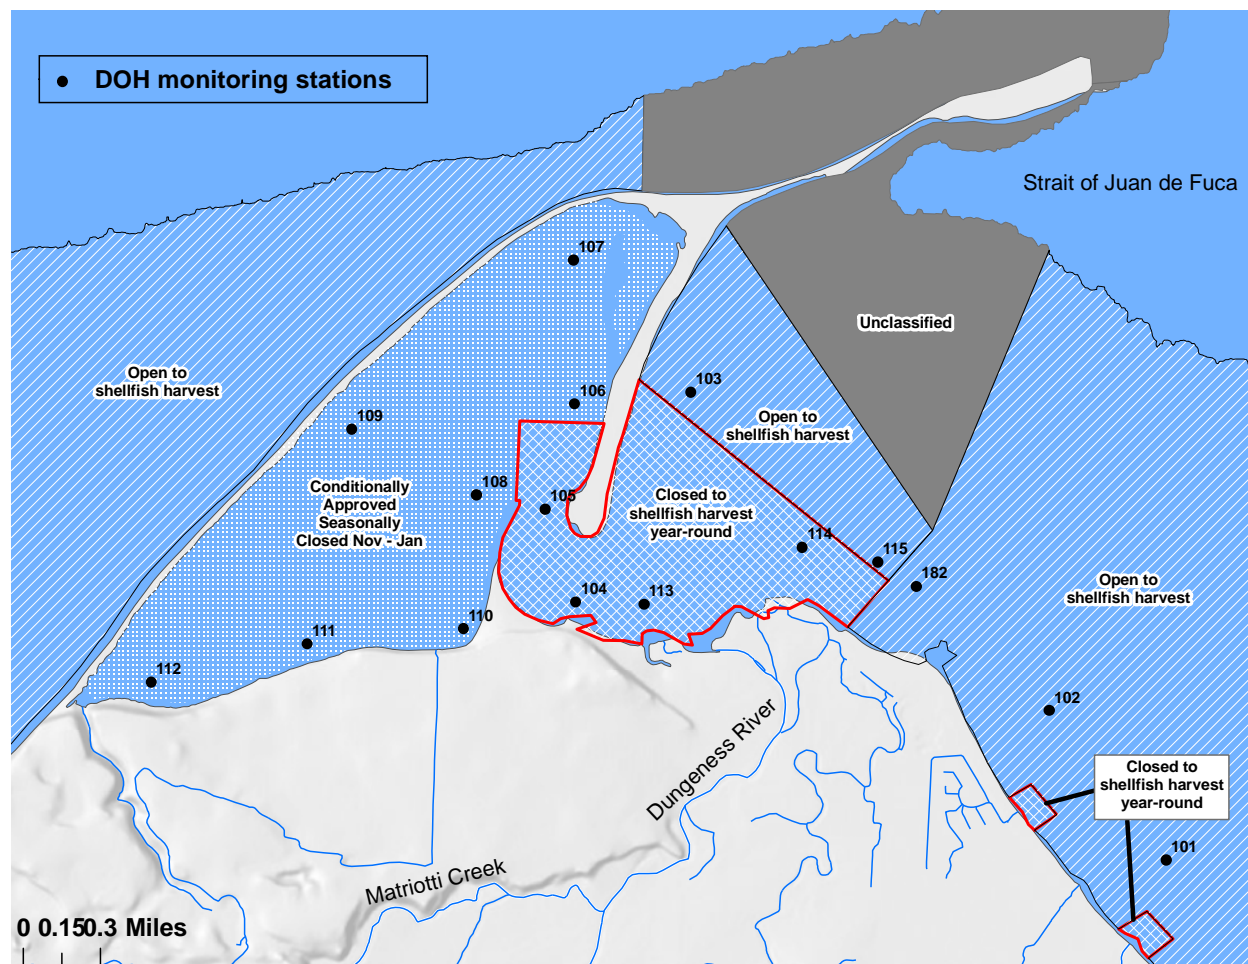 DOH monitoring stations
Strait of Juan de Fuca
107
Unclassified
Open to
shellfish harvest
106
103
109
Open to
shellfish harvest
108
Conditionally
Approved
Seasonally
Closed Nov - Jan
105
Closed to
shellfish harvest
year-round
114
115
182
Open to
shellfish harvest
104
113
110
111
112
102
Dungeness River
Closed to
shellfish harvest
year-round
101
Matriotti Creek
0 0.150.3 Miles